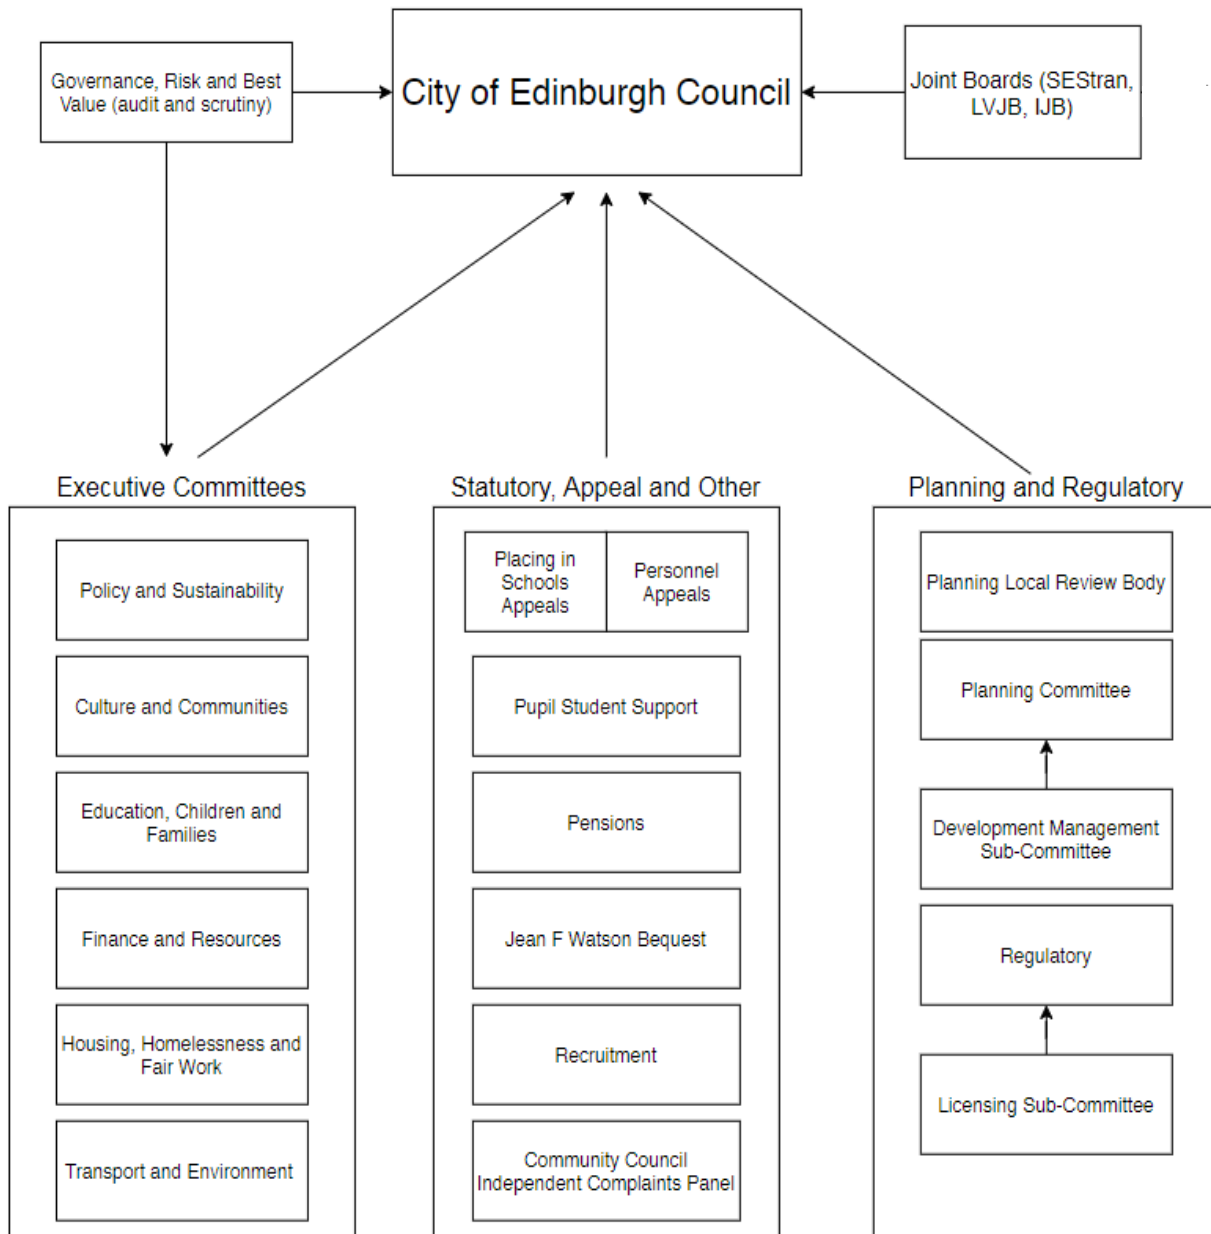 Governance, Risk and Best
Value (audit and scrutiny)
City of Edinburgh Council
Joint Boards (SEStran,
LVJB, IJB)
Executive Committees
Policy and Sustainability
Culture and Communities
Education, Children and
Families
Finance and Resources
Housing, Homelessness and
Fair Work
Transport and Environment
Statutory, Appeal and Other
Placing in
Schools
Appeals
Personnel
Appeals
Pupil Student Support
Pensions
Jean F Watson Bequest
Recruitment
Community Council
Independent Complaints Panel
Planning and Regulatory
Planning Local Review Body
Planning Committee
Development Management
Sub-Committee
Regulatory
Licensing Sub-Committee